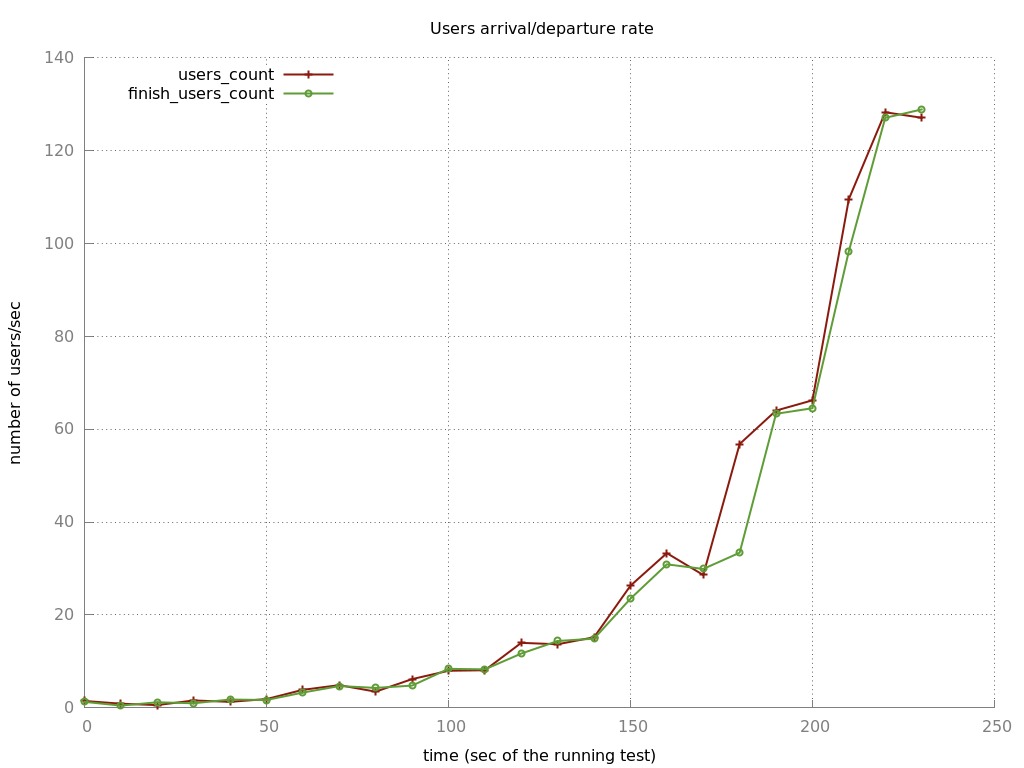 Users arrival/departure rate
140
users_count
finish_users_count
120
100
80
60
40
20
0
0 50 100 150 200 250
number of users/sec
time (sec of the running test)